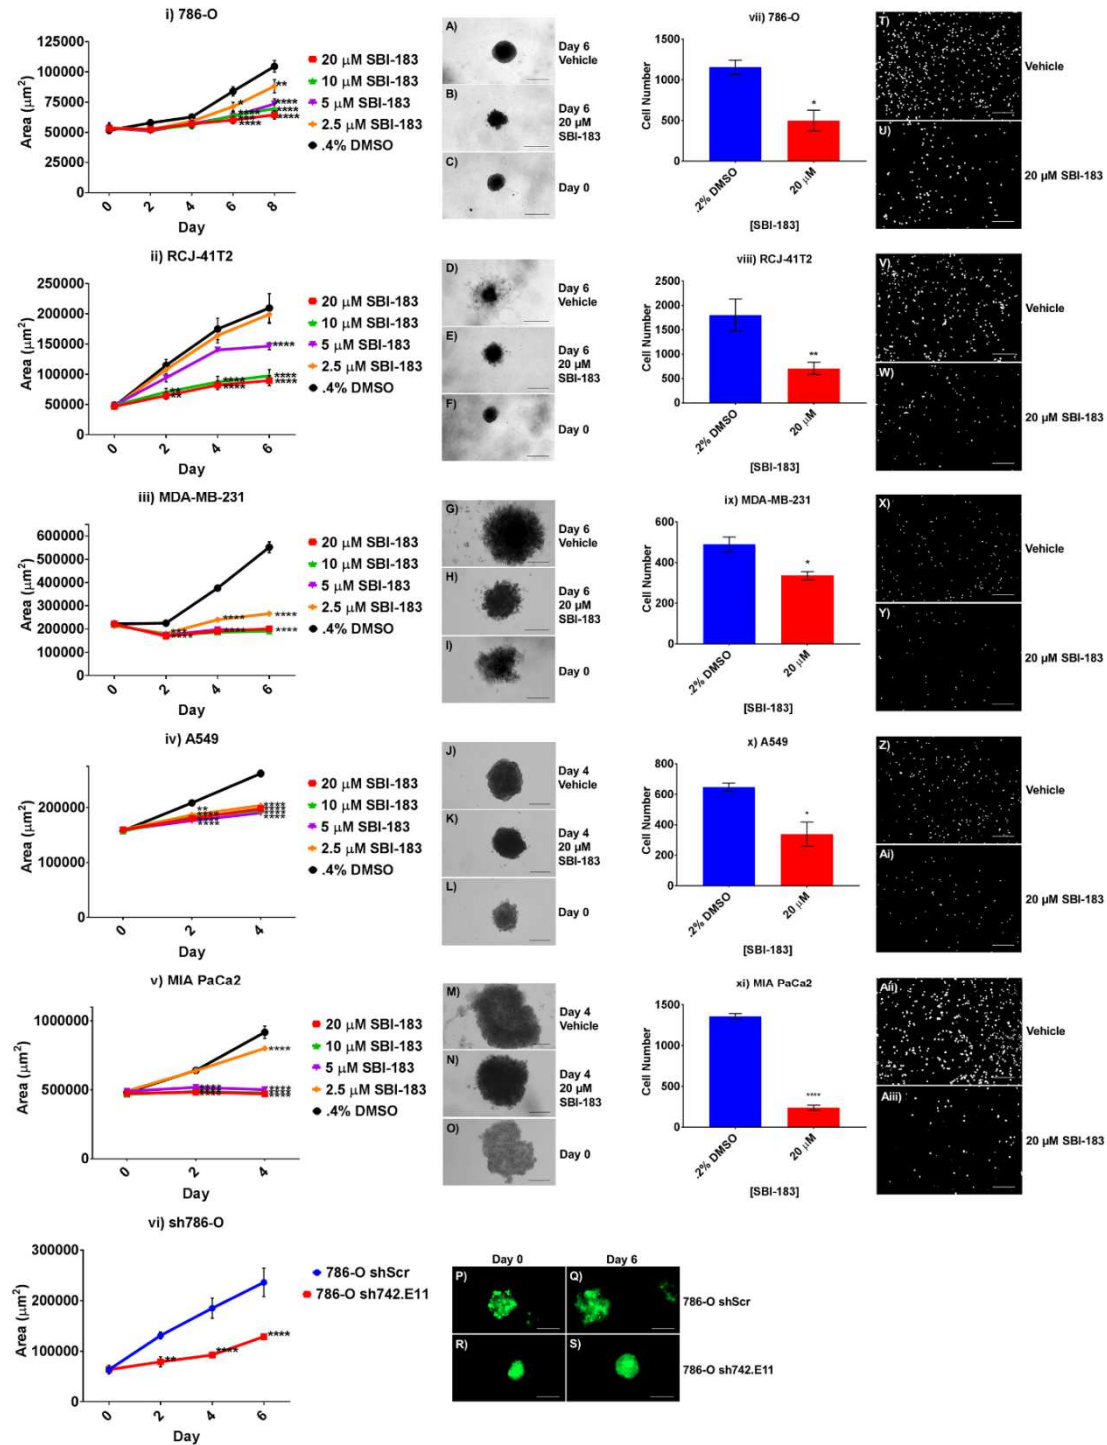 i) 786-O
125000
100000
75000
50000
25000
0
Area (μm²)
0 2 4 6 8
Day
* ** **** **** **** **** ****
20 μM SBI-183
10 μM SBI-183
5 μM SBI-183
2.5 μM SBI-183
.4% DMSO
A)
Day 6
Vehicle
B)
Day 6
20 μM
SBI-183
C)
Day 0
vii) 786-O
1500
1000
500
0
Cell Number
*
.2% DMSO
20 μM
[SBI-183]
T)
Vehicle
U)
20 μM SBI-183
ii) RCJ-41T2
250000
200000
150000
100000
50000
0
Area (μm²)
0 2 4 6
Day
** ** **** **** **** **** ****
20 μM SBI-183
10 μM SBI-183
5 μM SBI-183
2.5 μM SBI-183
.4% DMSO
D)
Day 6
Vehicle
E)
Day 6
20 μM
SBI-183
F)
Day 0
viii) RCJ-41T2
2500
2000
1500
1000
500
0
Cell Number
**
.2% DMSO
20 μM
[SBI-183]
V)
Vehicle
W)
20 μM SBI-183
iii) MDA-MB-231
600000
500000
400000
300000
200000
100000
0
Area (μm²)
0 2 4 6
Day
*** **** **** **** **** ****
20 μM SBI-183
10 μM SBI-183
5 μM SBI-183
2.5 μM SBI-183
.4% DMSO
G)
Day 6
Vehicle
H)
Day 6
20 μM
SBI-183
I)
Day 0
ix) MDA-MB-231
600
400
200
0
Cell Number
*
.2% DMSO
20 μM
[SBI-183]
X)
Vehicle
Y)
20 μM SBI-183
iv) A549
200000
100000
0
Area (μm²)
0 2 4
Day
** **** **** **** **** ****
20 μM SBI-183
10 μM SBI-183
5 μM SBI-183
2.5 μM SBI-183
.4% DMSO
J)
Day 4
Vehicle
K)
Day 4
20 μM
SBI-183
L)
Day 0
x) A549
800
600
400
200
0
Cell Number
*
.2% DMSO
20 μM
[SBI-183]
Z)
Vehicle
Ai)
20 μM SBI-183
v) MIA PaCa2
1000000
500000
0
Area (μm²)
0 2 4
Day
**** **** **** **** **** ****
20 μM SBI-183
10 μM SBI-183
5 μM SBI-183
2.5 μM SBI-183
.4% DMSO
M)
Day 4
Vehicle
N)
Day 4
20 μM
SBI-183
O)
Day 0
xi) MIA PaCa2
1500
1000
500
0
Cell Number
****
.2% DMSO
20 μM
[SBI-183]
Aii)
Vehicle
Aiii)
20 μM SBI-183
vi) sh786-O
300000
200000
100000
0
Area (μm²)
0 2 4 6
Day
** **** ****
786-O shScr
786-O sh742.E11
Day 0 Day 6
P) Q)
786-O shScr
R) S)
786-O sh742.E11